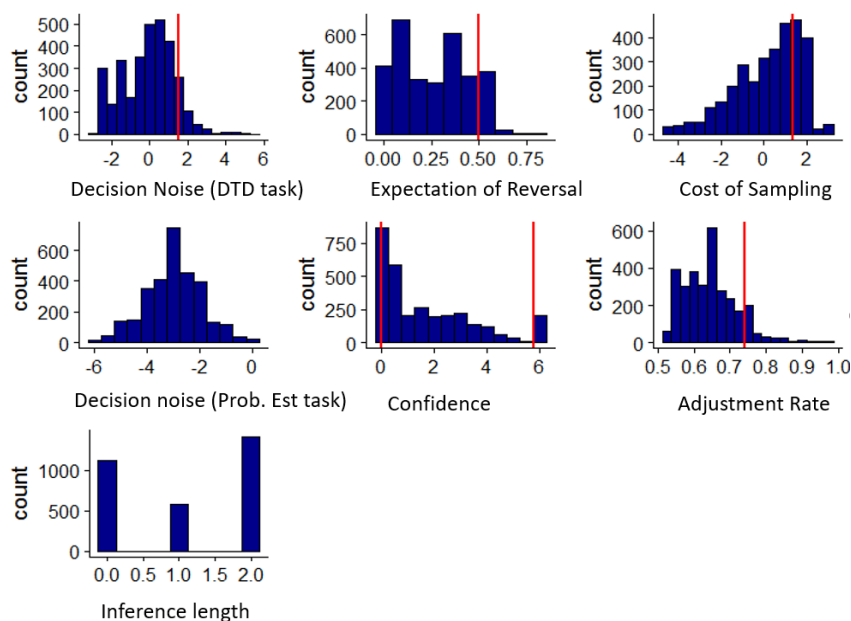 count
500
400
300
200
100
0
-2 0 2 4 6
Decision Noise (DTD task)
count
600
400
200
0
0.00 0.25 0.50 0.75
Expectation of Reversal
count
400
300
200
100
0
-4 -2 0 2
Cost of Sampling
count
600
400
200
0
-6 -4 -2 0
Decision noise (Prob. Est task)
count
750
500
250
0
0 2 4 6
Confidence
count
600
400
200
0
0.5 0.6 0.7 0.8 0.9 1.0
Adjustment Rate
count
1000
500
0
0.0 0.5 1.0 1.5 2.0
Inference length